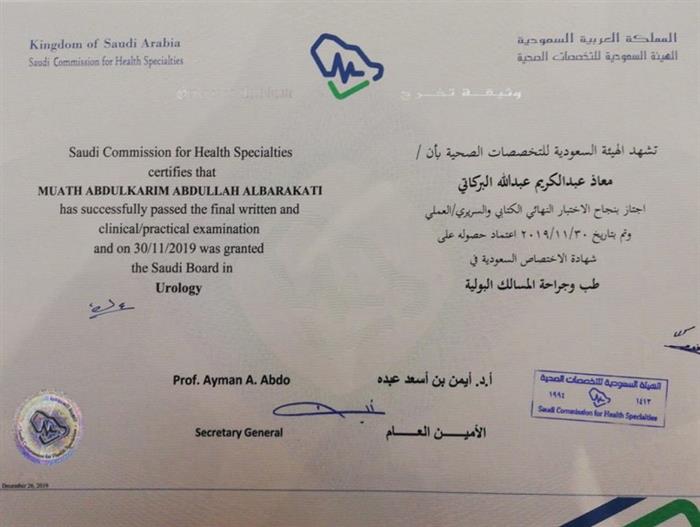 Kingdom of Saudi Arabia
Saudi Commission for Health Specialties
المملكة العربية السعودية
الهيئة السعودية للتخصصات الصحية
وثيقة تخرج
Saudi Commission for Health Specialties
certifies that
MUATH ABDULKARIM ABDULLAH ALBARAKATI
has successfully passed the final written and
clinical/practical examination
and on 30/11/2019 was granted
the Saudi Board in
Urology
تشهد الهيئة السعودية للتخصصات الصحية بأن /
معاذ عبدالكريم عبدالله البركاتي
اجتاز بنجاح الاختبار النهائي الكتابي والسريري/العملي
وتم بتاريخ ٢٠١٩/١١/٣٠ اعتماد حصوله على
شهادة الاختصاص السعودية في
طب وجراحة المسالك البولية
Prof. Ayman A. Abdo
أ.د. أيمن بن أسعد عبده
Secretary General
الأمين العام
الهيئة السعودية للتخصصات الصحية
١٩٩٤ ١٤١٣
Saudi Commission for Health Specialties
December 26, 2019